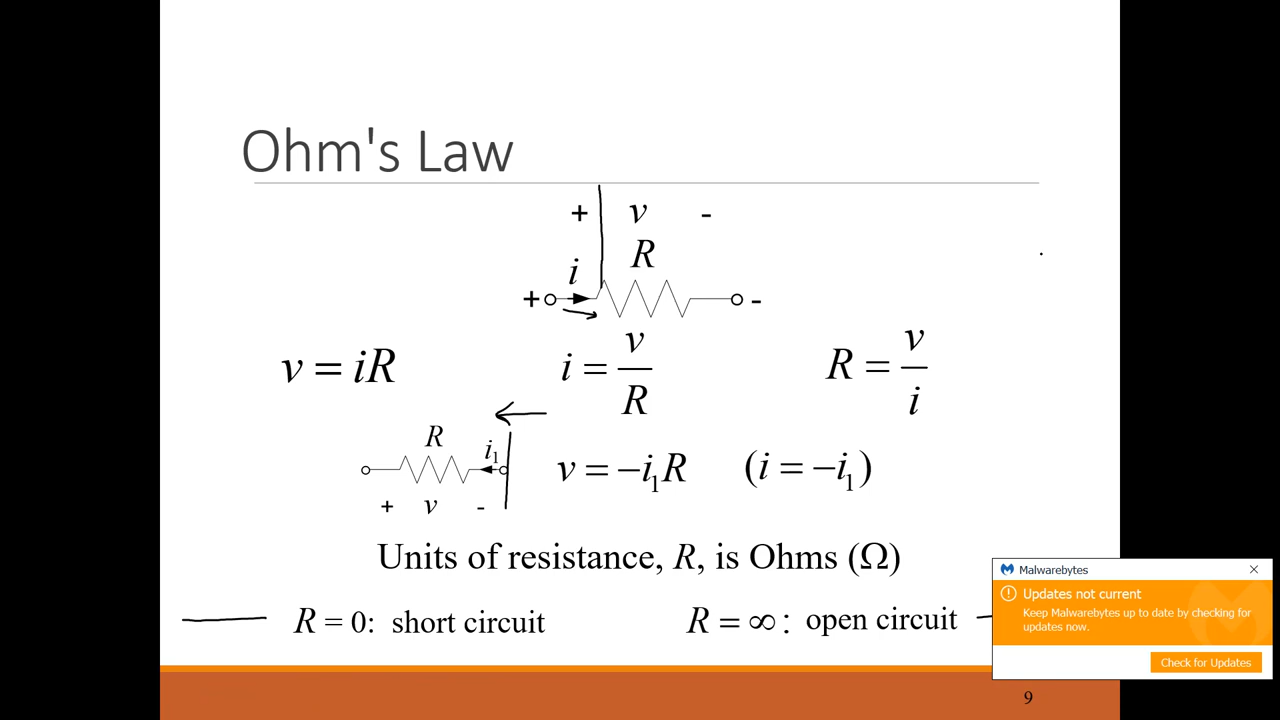 Ohm's Law
+ v -
R
i
+ -
v = iR
i = v/R
R = v/i
R
i₁
+ v -
v = −i₁R (i = −i₁)
Units of resistance, R, is Ohms (Ω)
R = 0: short circuit
R = ∞: open circuit
Malwarebytes
Updates not current
Keep Malwarebytes up to date by checking for
updates now.
Check for Updates
9